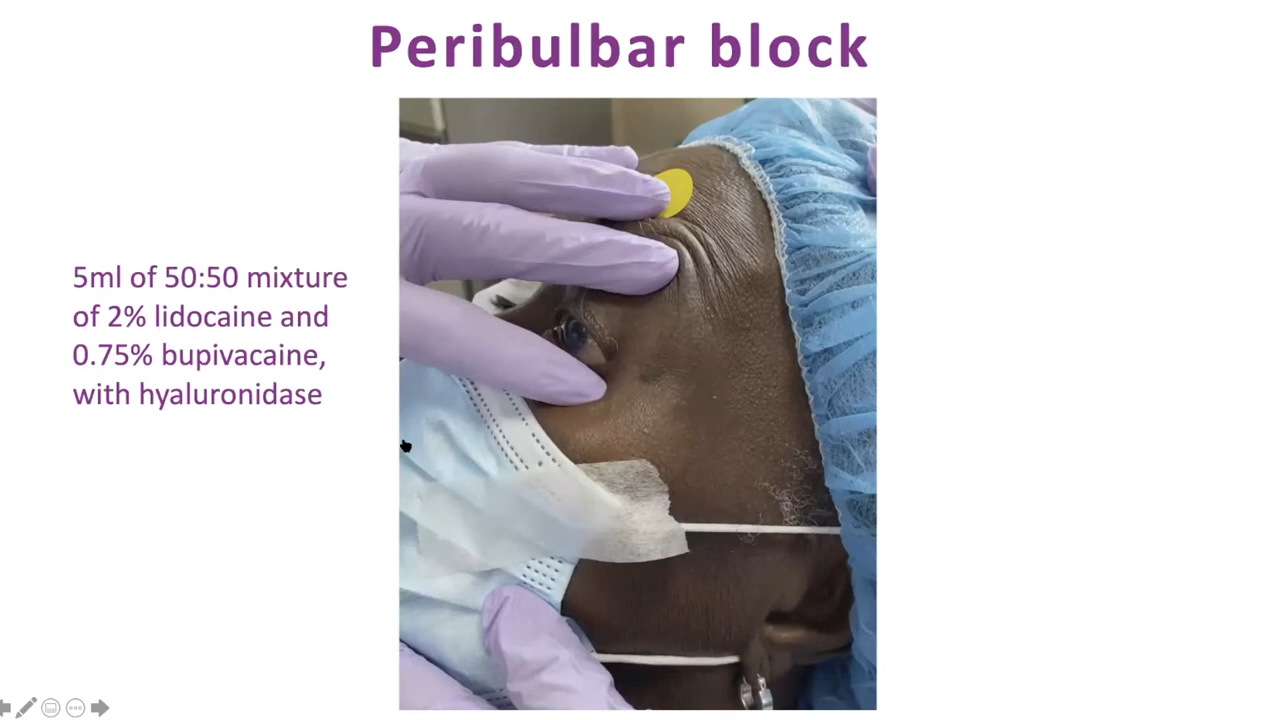 Peribulbar block
5ml of 50:50 mixture
of 2% lidocaine and
0.75% bupivacaine,
with hyaluronidase